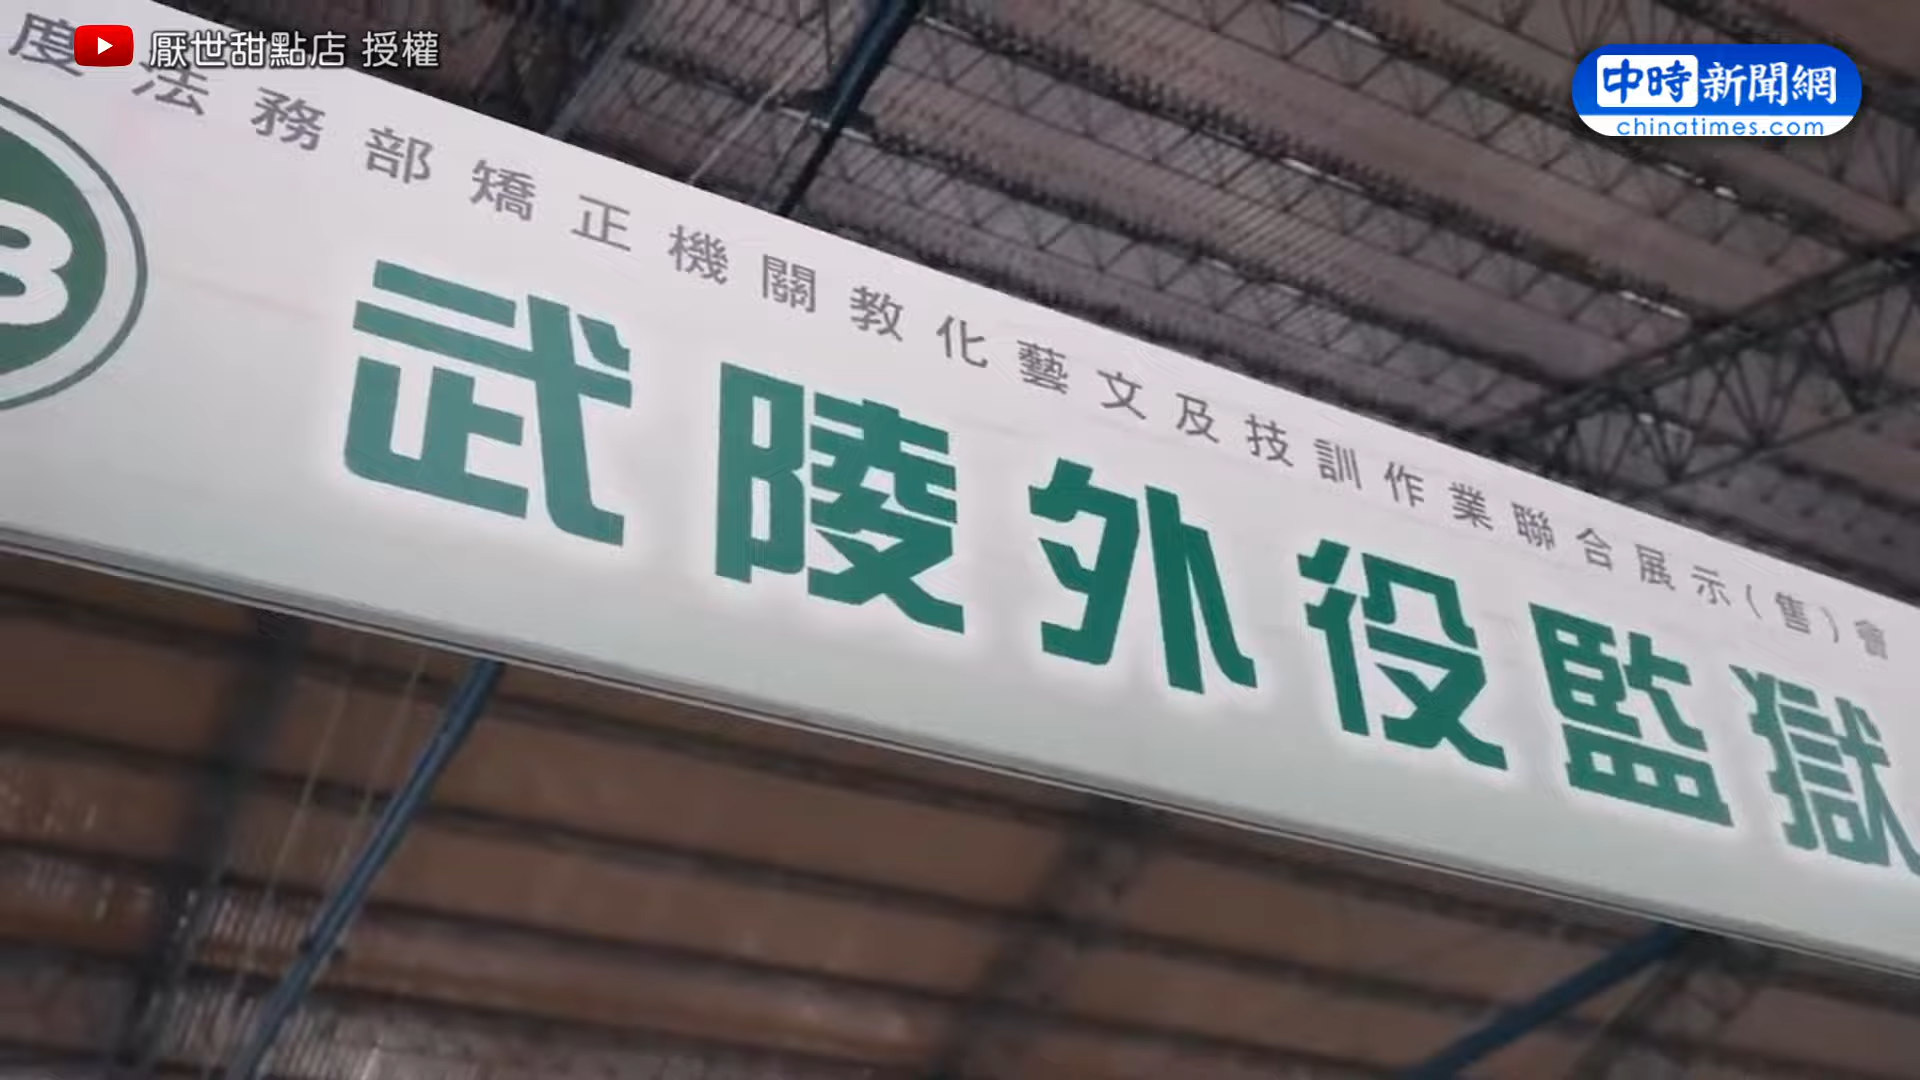 厭世甜點店 授權
中時新聞網
chinatimes.com
度法務部矯正機關教化藝文及技訓作業聯合展示(售)會
武陵外役監獄